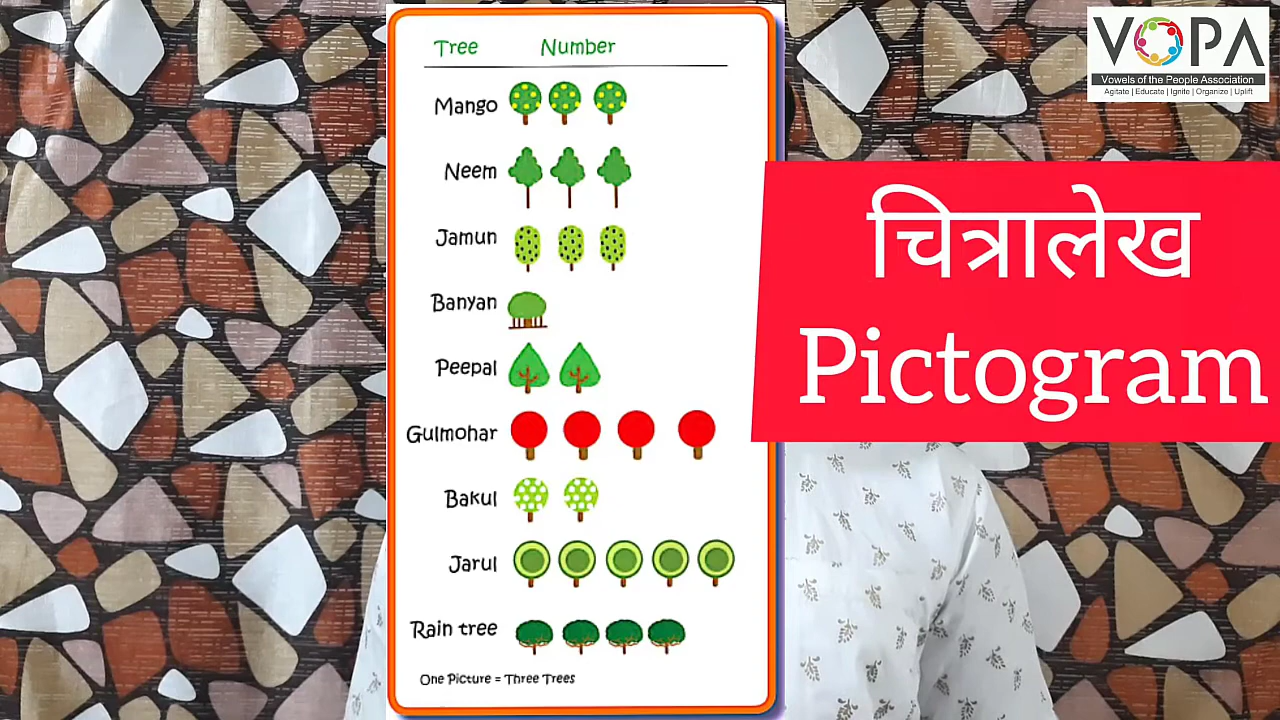 Tree Number
Mango
Neem
Jamun
Banyan
Peepal
Gulmohar
Bakul
Jarul
Rain tree
One Picture = Three Trees
VOPA
Vowels of the People Association
Agitate | Educate | Ignite | Organize | Uplift
चित्रालेख
Pictogram